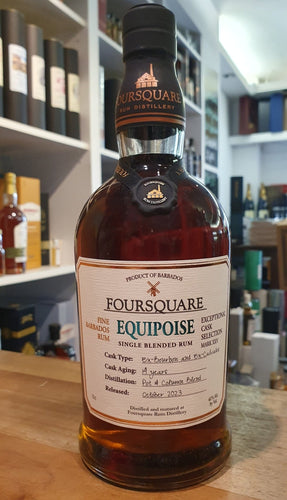 FOURSQUARE
RUM DISTILLERY
PRODUCT OF BARBADOS
FOURSQUARE
FINE
BARBADOS
RUM
EQUIPOISE
SINGLE BLENDED RUM
EXCEPTIONAL
CASK
SELECTION
Cask Type: Ex-Bourbon and Ex-Cadeira
Cask Aging: 14 years
Distillation: Pot & Column Blend
Released: October 2023
Distilled and matured at
Foursquare Rum Distillery